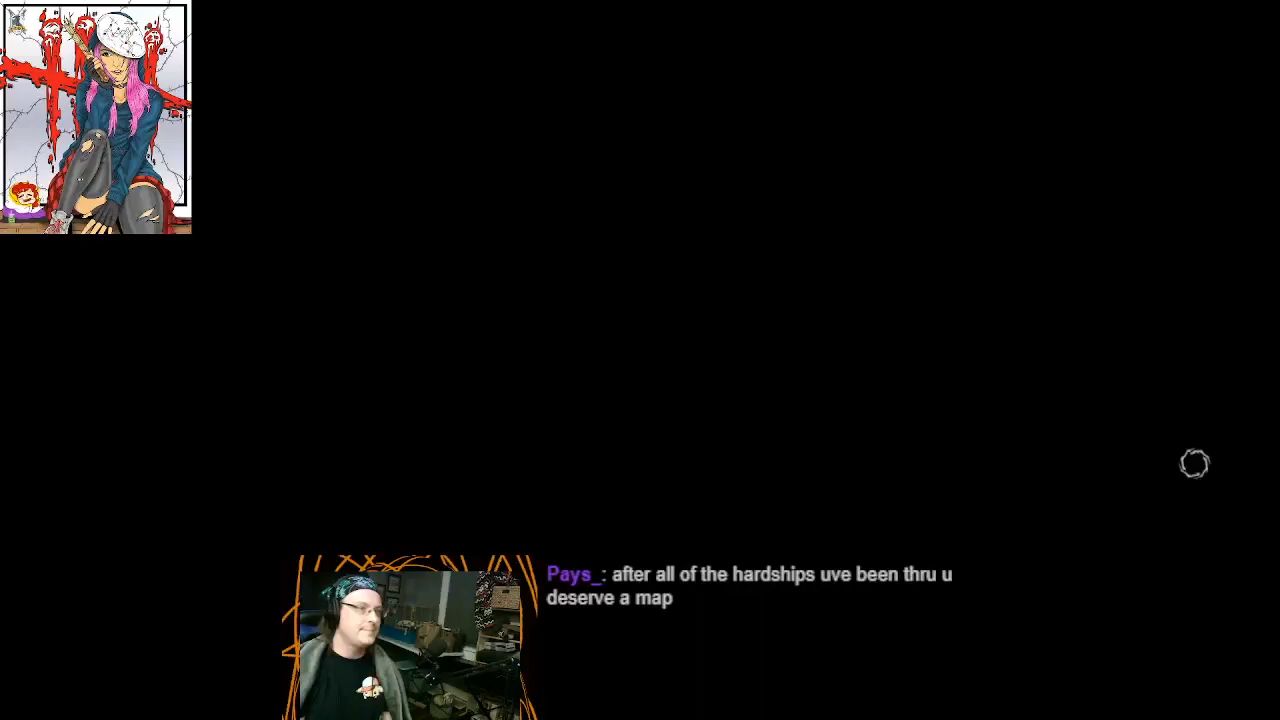 Pays_: after all of the hardships uve been thru u
deserve a map